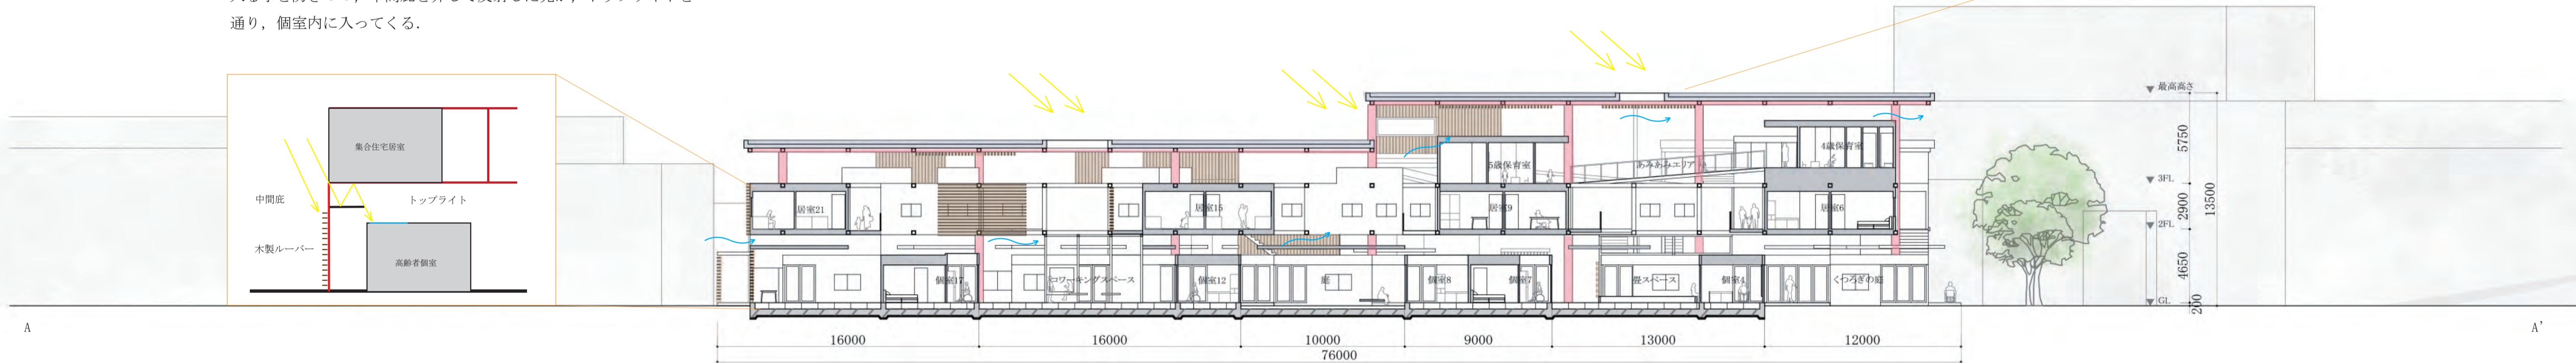 通り，個室内に入ってくる．
集合住宅居室
中間庇
トップライト
木製ルーバー
高齢者個室
最高高さ
5歳保育室
あみあみエリア
4歳保育室
3FL
居室21
居室15
居室9
居室6
2FL
個室17
コワーキングスペース
個室12
庭
個室8
個室7
畳スペース
個室4
くつろぎの庭
GL
5750
2900
4650
200
13500
A
A'
16000
16000
10000
9000
13000
12000
76000